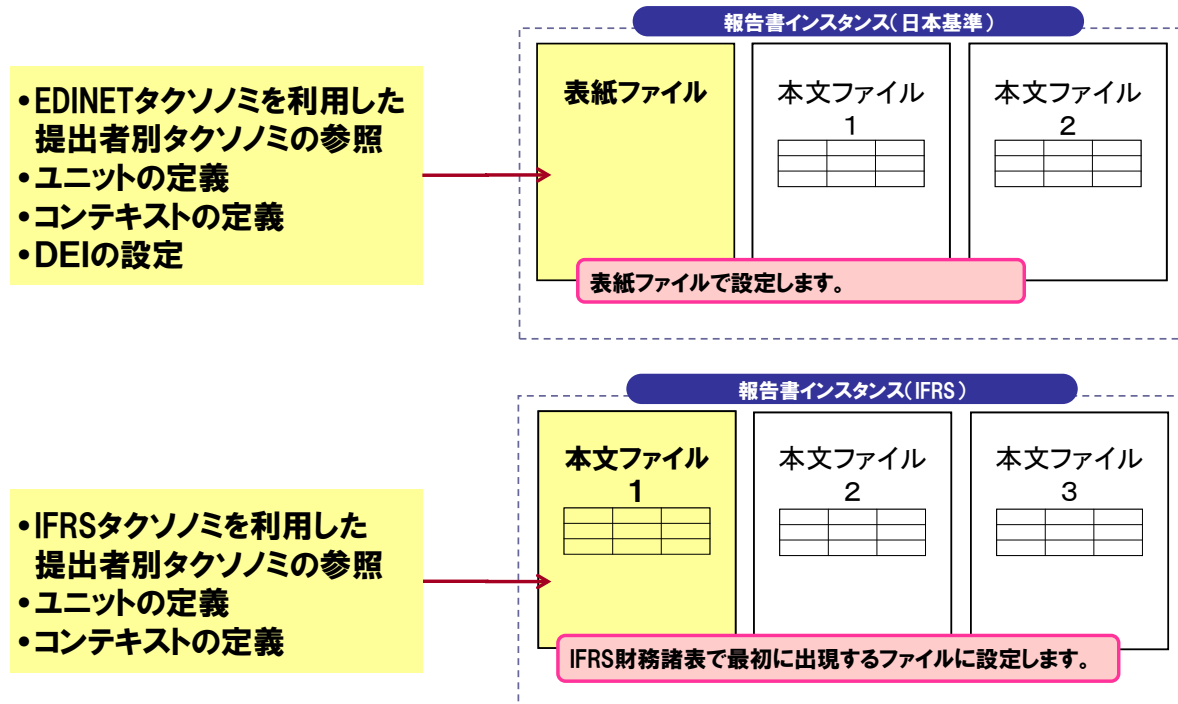 報告書インスタンス(日本基準)
•EDINETタクソノミを利用した
提出者別タクソノミの参照
•ユニットの定義
•コンテキストの定義
•DEIの設定
表紙ファイル
本文ファイル
1
本文ファイル
2
表紙ファイルで設定します。
報告書インスタンス(IFRS)
•IFRSタクソノミを利用した
提出者別タクソノミの参照
•ユニットの定義
•コンテキストの定義
本文ファイル
1
本文ファイル
2
本文ファイル
3
IFRS財務諸表で最初に出現するファイルに設定します。